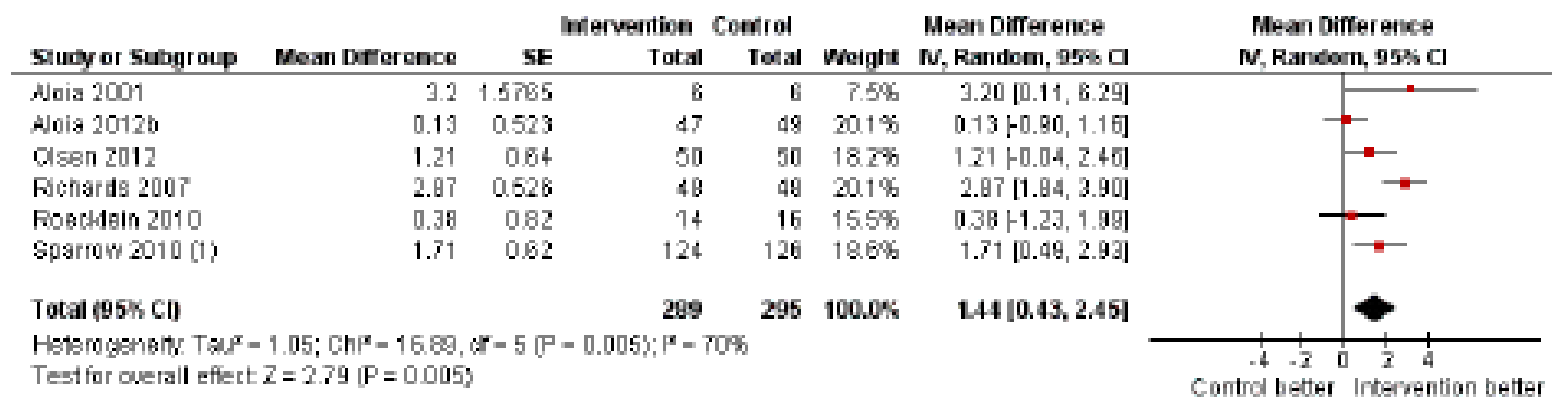 Intervention Control Mean Difference Mean Difference
Study or Subgroup Mean Difference SE Total Total Weight IV, Random, 95% CI IV, Random, 95% CI
Aloia 2001 3.2 1.5765 6 6 7.5% 3.20 [0.11, 6.29]
Aloia 2012b 0.13 0.523 47 49 20.1% 0.13 [-0.90, 1.16]
Olsen 2012 1.21 0.64 50 50 18.2% 1.21 [-0.04, 2.46]
Richards 2007 2.87 0.526 48 48 20.1% 2.87 [1.84, 3.90]
Roecklein 2010 0.38 0.82 14 16 15.5% 0.38 [-1.23, 1.99]
Sparrow 2010 (1) 1.71 0.62 124 126 18.6% 1.71 [0.49, 2.93]
Total (95% CI) 289 295 100.0% 1.44 [0.43, 2.45]
Heterogeneity: Tau² = 1.05; Chi² = 16.89, df = 5 (P = 0.005); I² = 70%
Test for overall effect: Z = 2.79 (P = 0.005)
-4 -2 0 2 4
Control better Intervention better